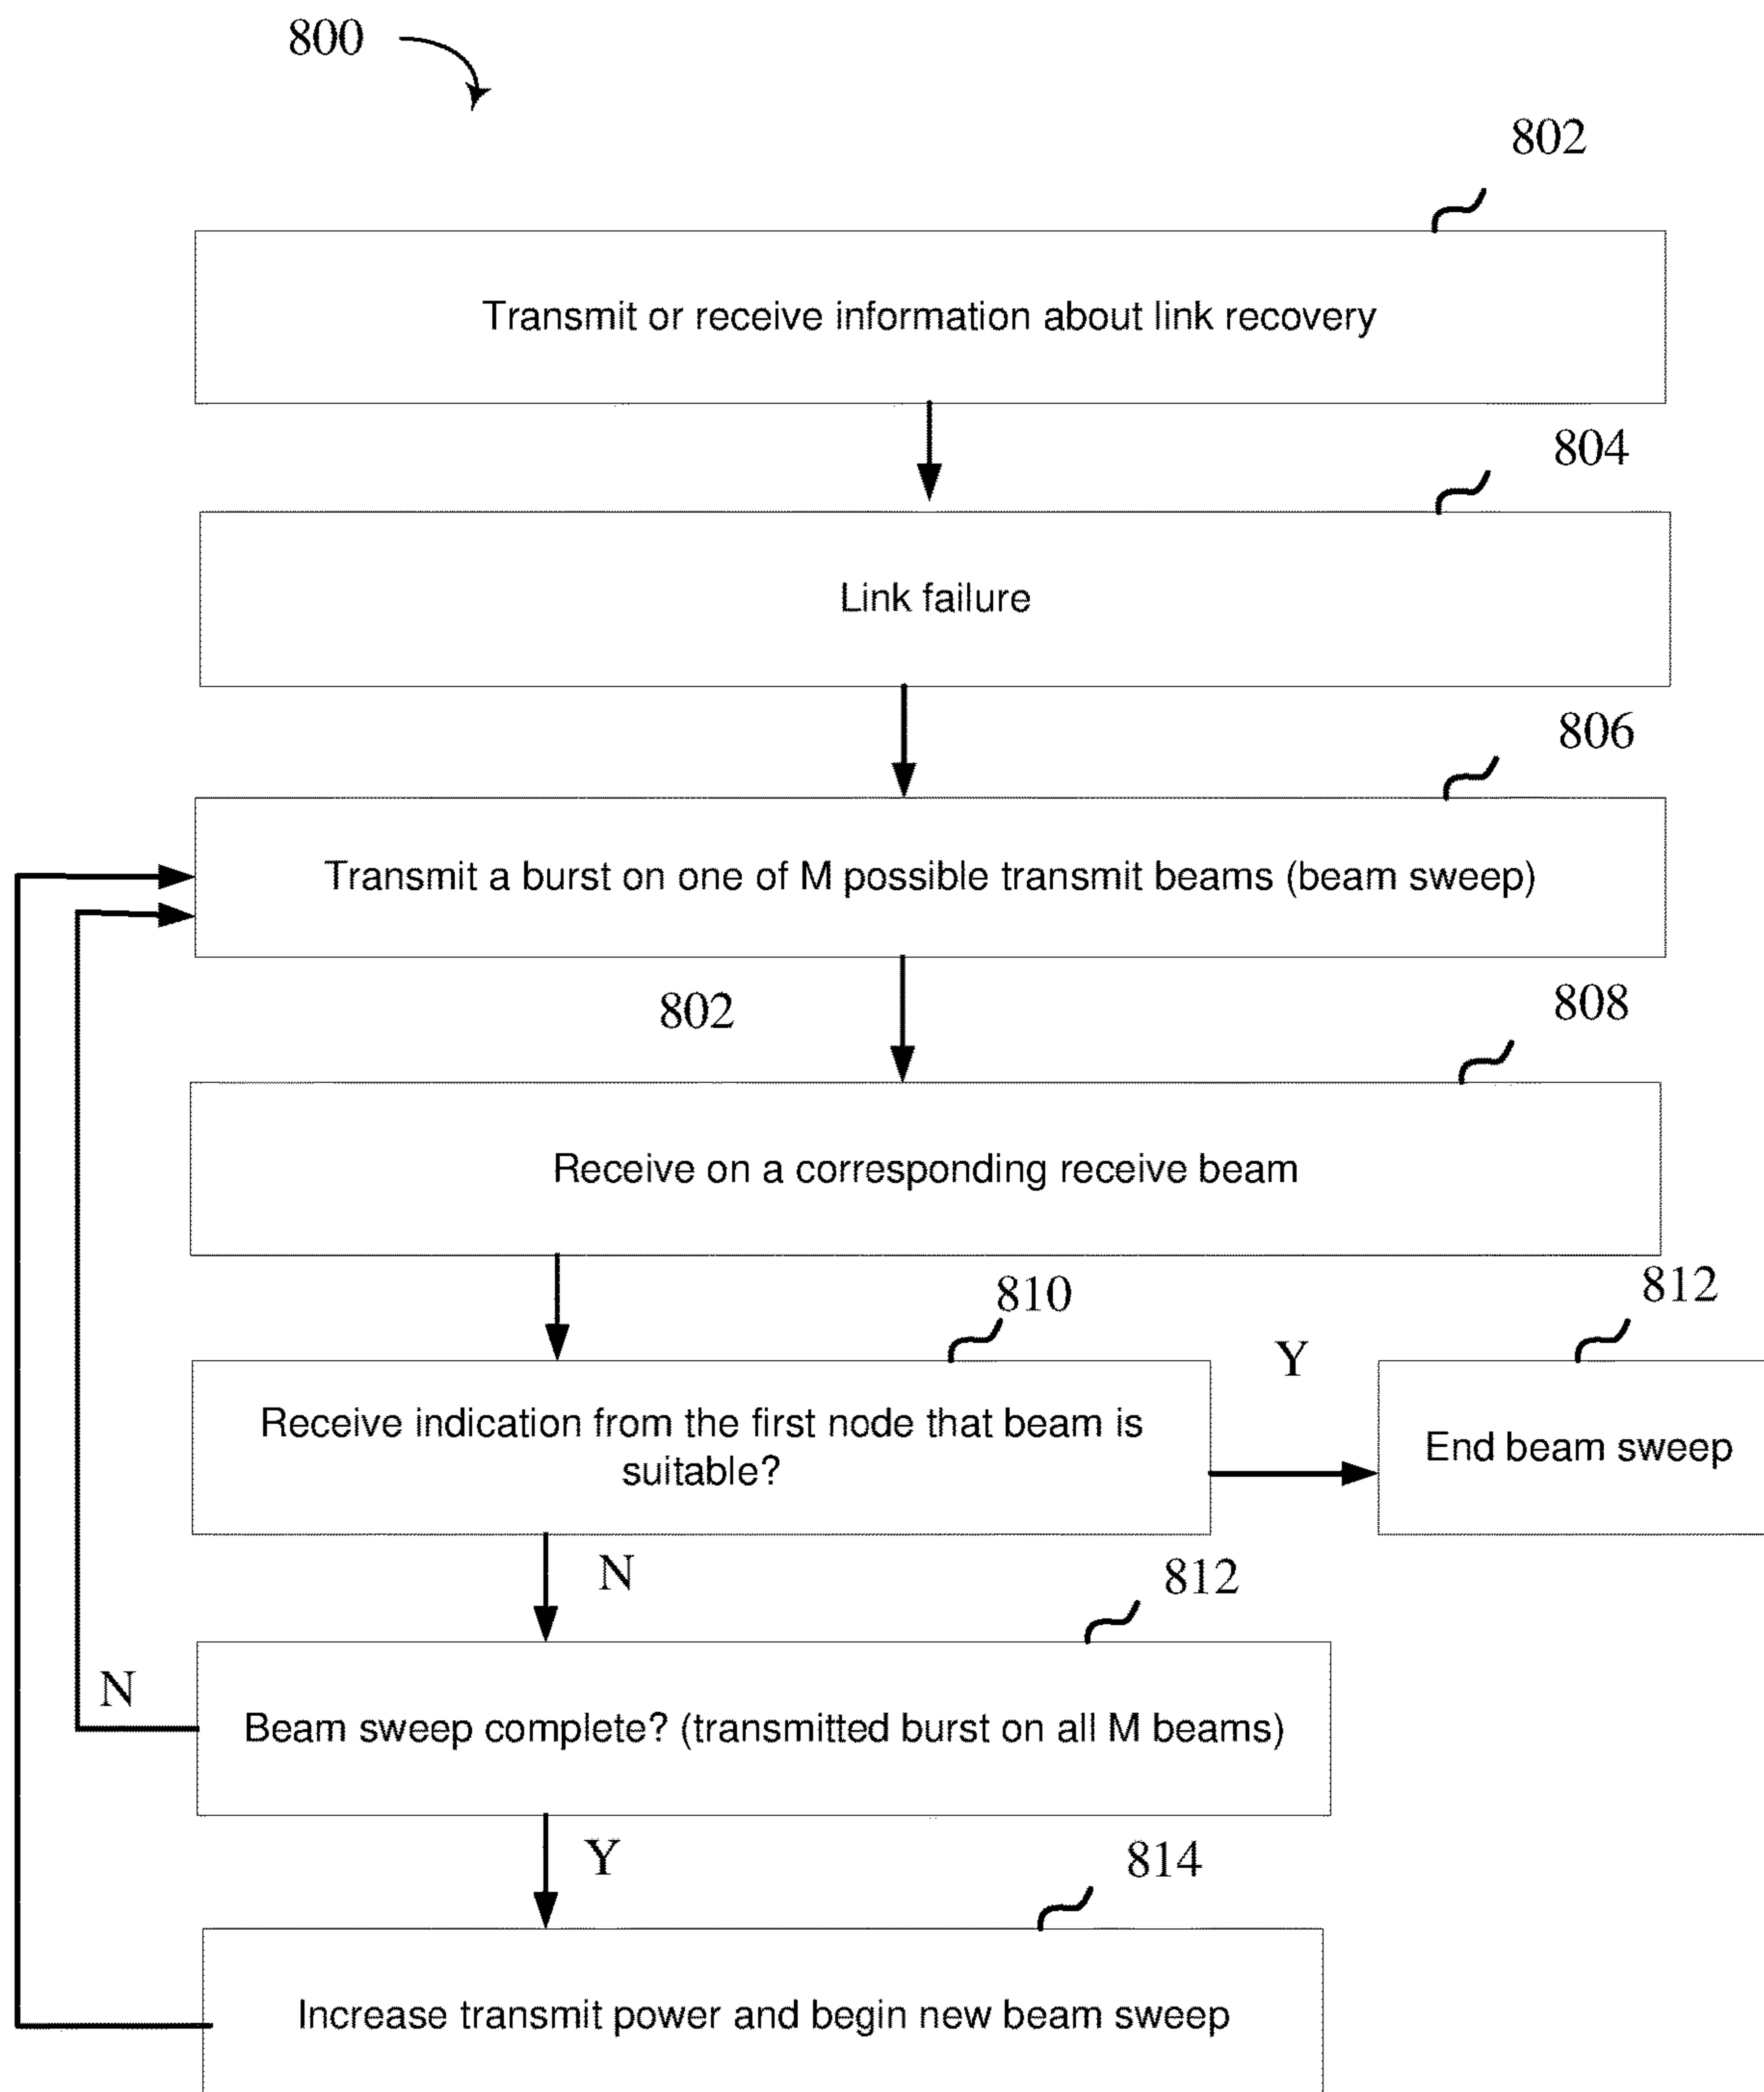 800
802
Transmit or receive information about link recovery
804
Link failure
806
Transmit a burst on one of M possible transmit beams (beam sweep)
802
808
Receive on a corresponding receive beam
810
812
Y
Receive indication from the first node that beam is
suitable?
End beam sweep
N
812
N
Beam sweep complete? (transmitted burst on all M beams)
Y
814
Increase transmit power and begin new beam sweep